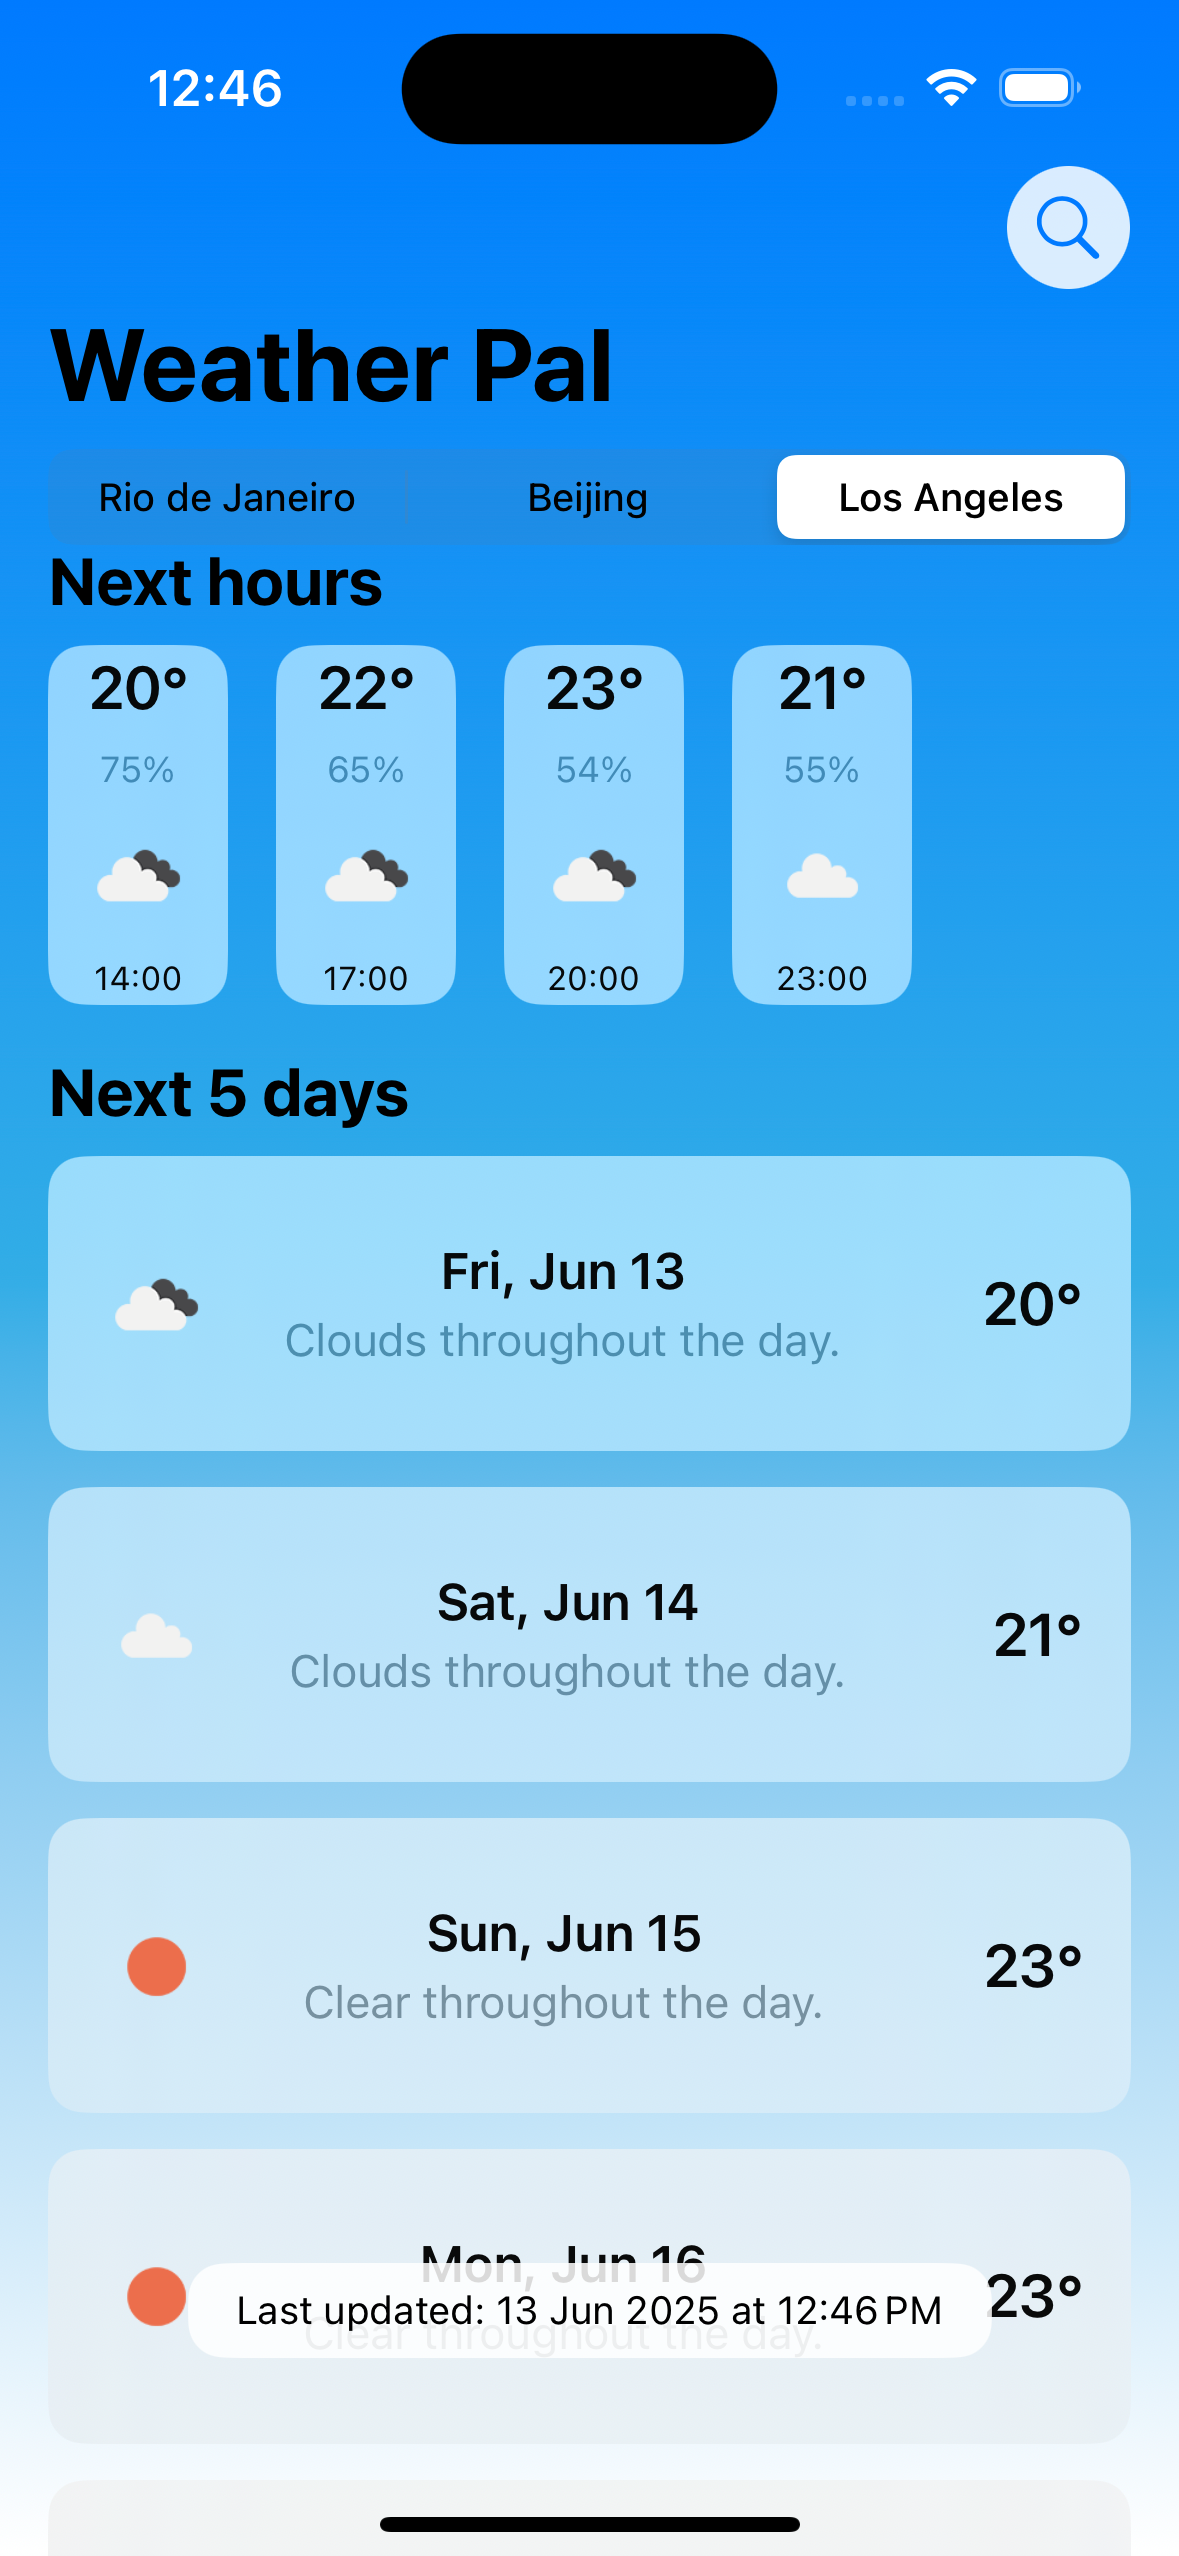 12:46
Weather Pal
Rio de Janeiro Beijing Los Angeles
Next hours
20° 22° 23° 21°
75% 65% 54% 55%
14:00 17:00 20:00 23:00
Next 5 days
Fri, Jun 13
Clouds throughout the day.
20°
Sat, Jun 14
Clouds throughout the day.
21°
Sun, Jun 15
Clear throughout the day.
23°
Mon, Jun 16
Clear throughout the day.
23°
Last updated: 13 Jun 2025 at 12:46 PM